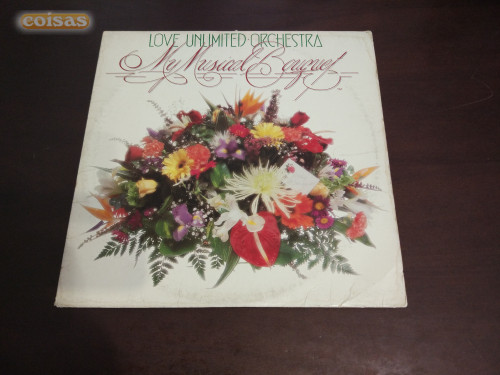 coisas
LOVE UNLIMITED·ORCHESTRA
My Musical Bouquet